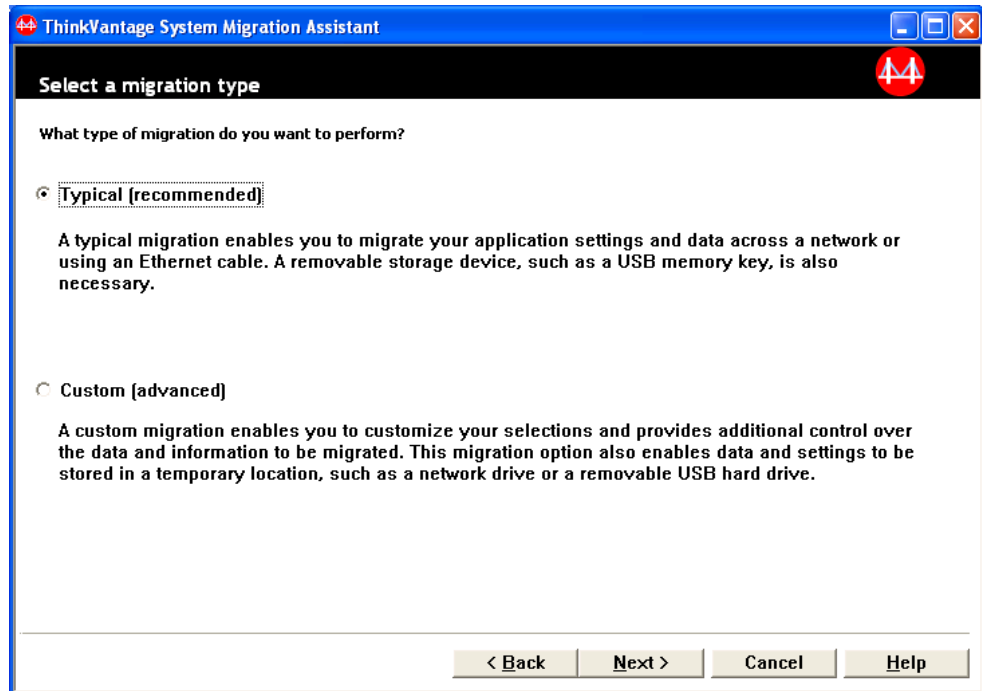 ThinkVantage System Migration Assistant
Select a migration type
What type of migration do you want to perform?
Typical (recommended)
A typical migration enables you to migrate your application settings and data across a network or
using an Ethernet cable. A removable storage device, such as a USB memory key, is also
necessary.
Custom (advanced)
A custom migration enables you to customize your selections and provides additional control over
the data and information to be migrated. This migration option also enables data and settings to be
stored in a temporary location, such as a network drive or a removable USB hard drive.
< Back Next > Cancel Help